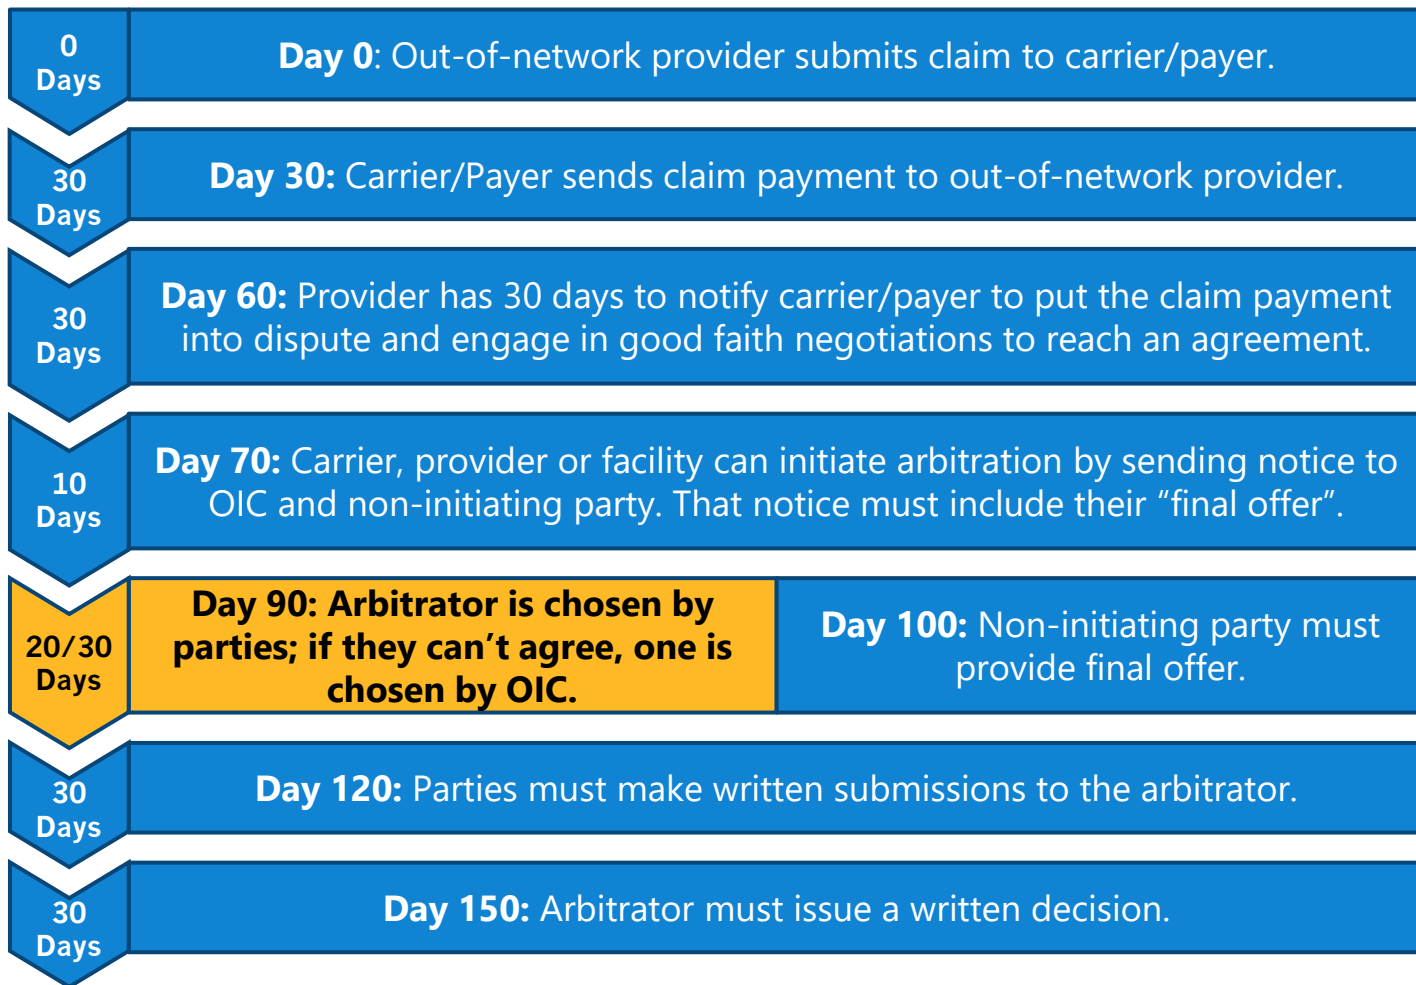 0
Days
Day 0: Out-of-network provider submits claim to carrier/payer.
30
Days
Day 30: Carrier/Payer sends claim payment to out-of-network provider.
30
Days
Day 60: Provider has 30 days to notify carrier/payer to put the claim payment
into dispute and engage in good faith negotiations to reach an agreement.
10
Days
Day 70: Carrier, provider or facility can initiate arbitration by sending notice to
OIC and non-initiating party. That notice must include their “final offer”.
20/30
Days
Day 90: Arbitrator is chosen by
parties; if they can’t agree, one is
chosen by OIC.
Day 100: Non-initiating party must
provide final offer.
30
Days
Day 120: Parties must make written submissions to the arbitrator.
30
Days
Day 150: Arbitrator must issue a written decision.